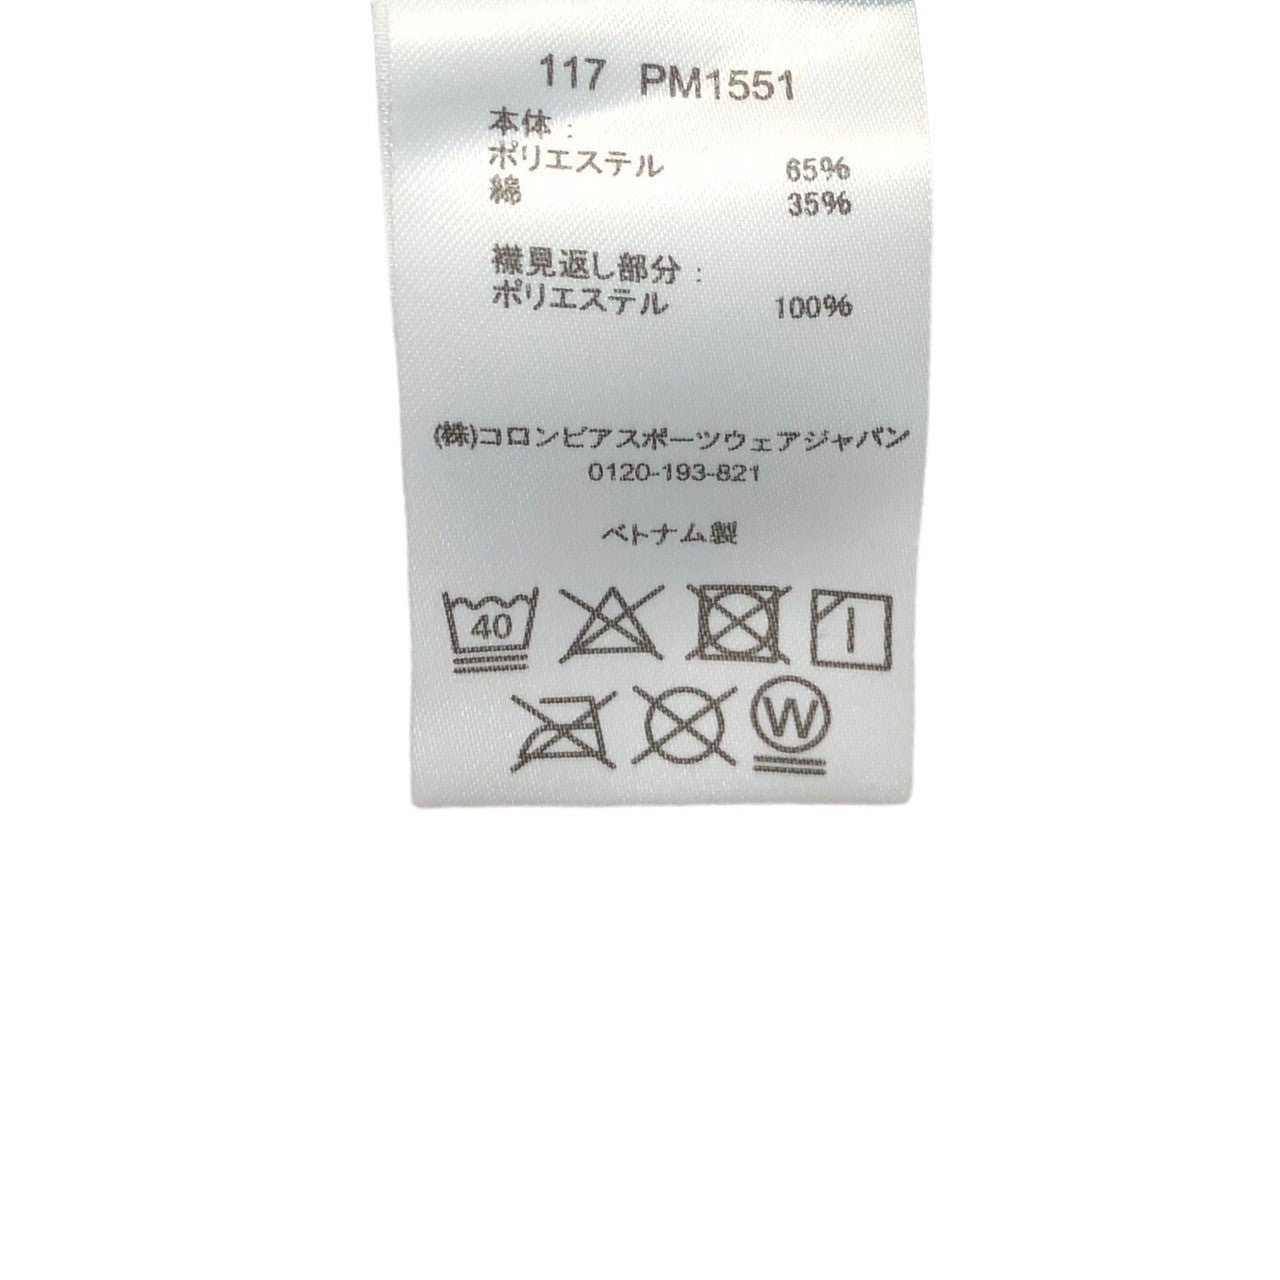 117 PM1551
本体:
ポリエステル 65%
綿 35%
襟見返し部分:
ポリエステル 100%
(株)コロンビアスポーツウェアジャパン
0120-193-821
ベトナム製
40
W